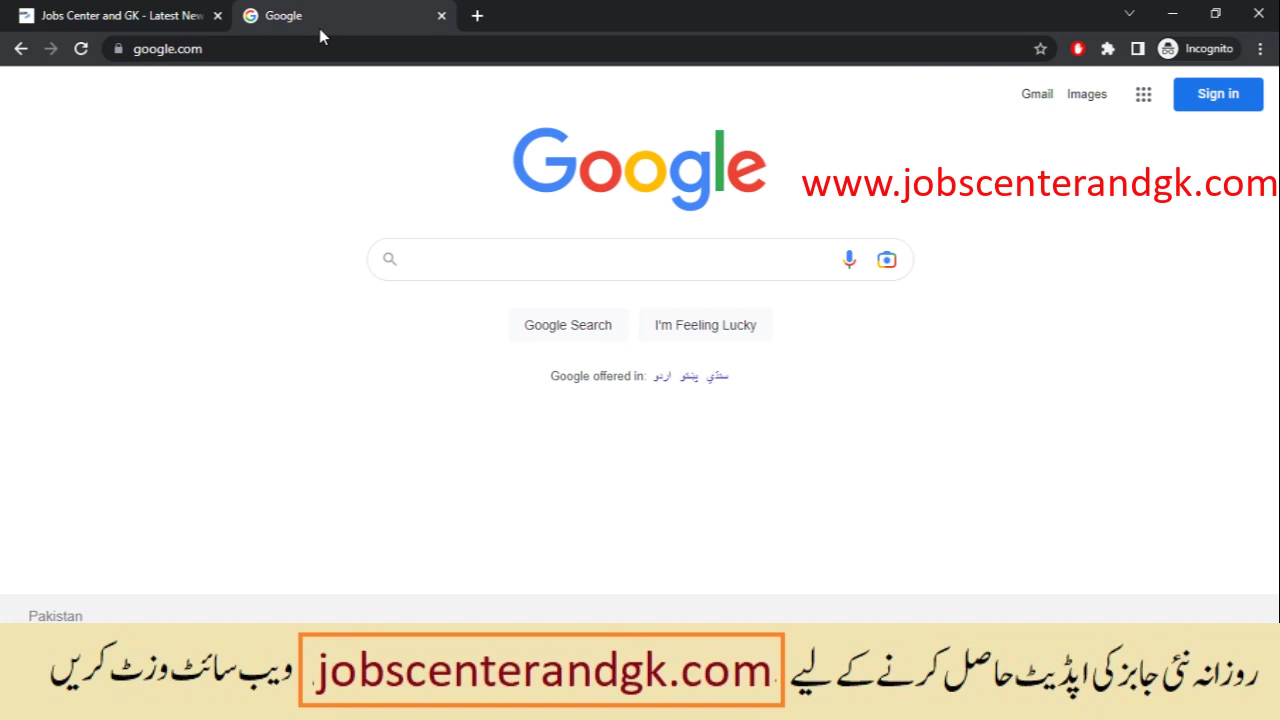 Jobs Center and GK - Latest New
Google
google.com
Incognito
Gmail Images Sign in
Google
www.jobscenterandgk.com
Google Search I'm Feeling Lucky
Google offered in: اردو پښتو سنڌي
Pakistan
روزانہ نئی جابز کی اپڈیٹ حاصل کرنے کے لیے jobscenterandgk.com ویب سائٹ وزٹ کریں